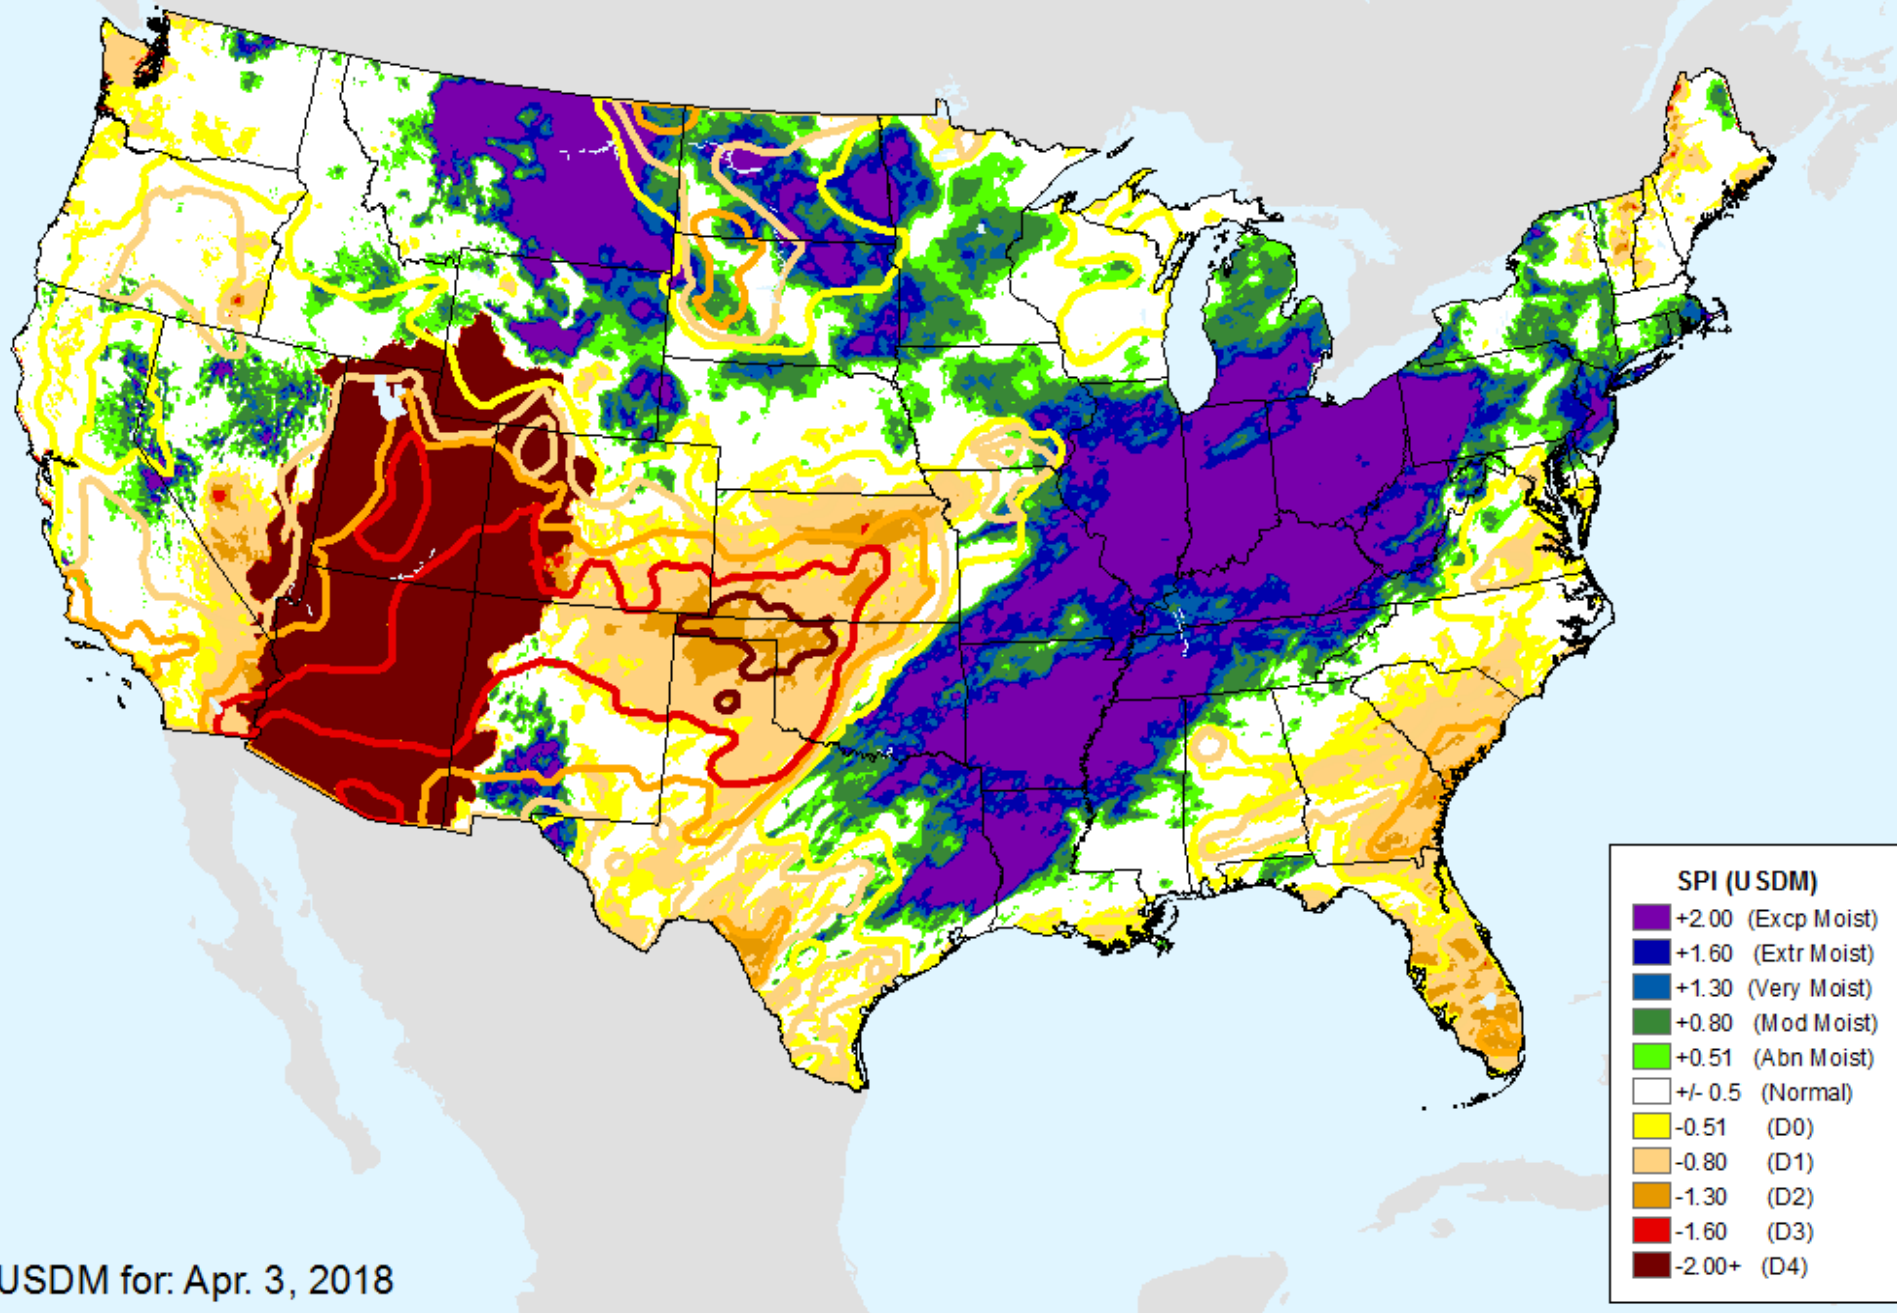 SPI (USDM)
+2.00 (Excp Moist)
+1.60 (Extr Moist)
+1.30 (Very Moist)
+0.80 (Mod Moist)
+0.51 (Abn Moist)
+/- 0.5 (Normal)
-0.51 (D0)
-0.80 (D1)
-1.30 (D2)
-1.60 (D3)
-2.00+ (D4)
USDM for: Apr. 3, 2018